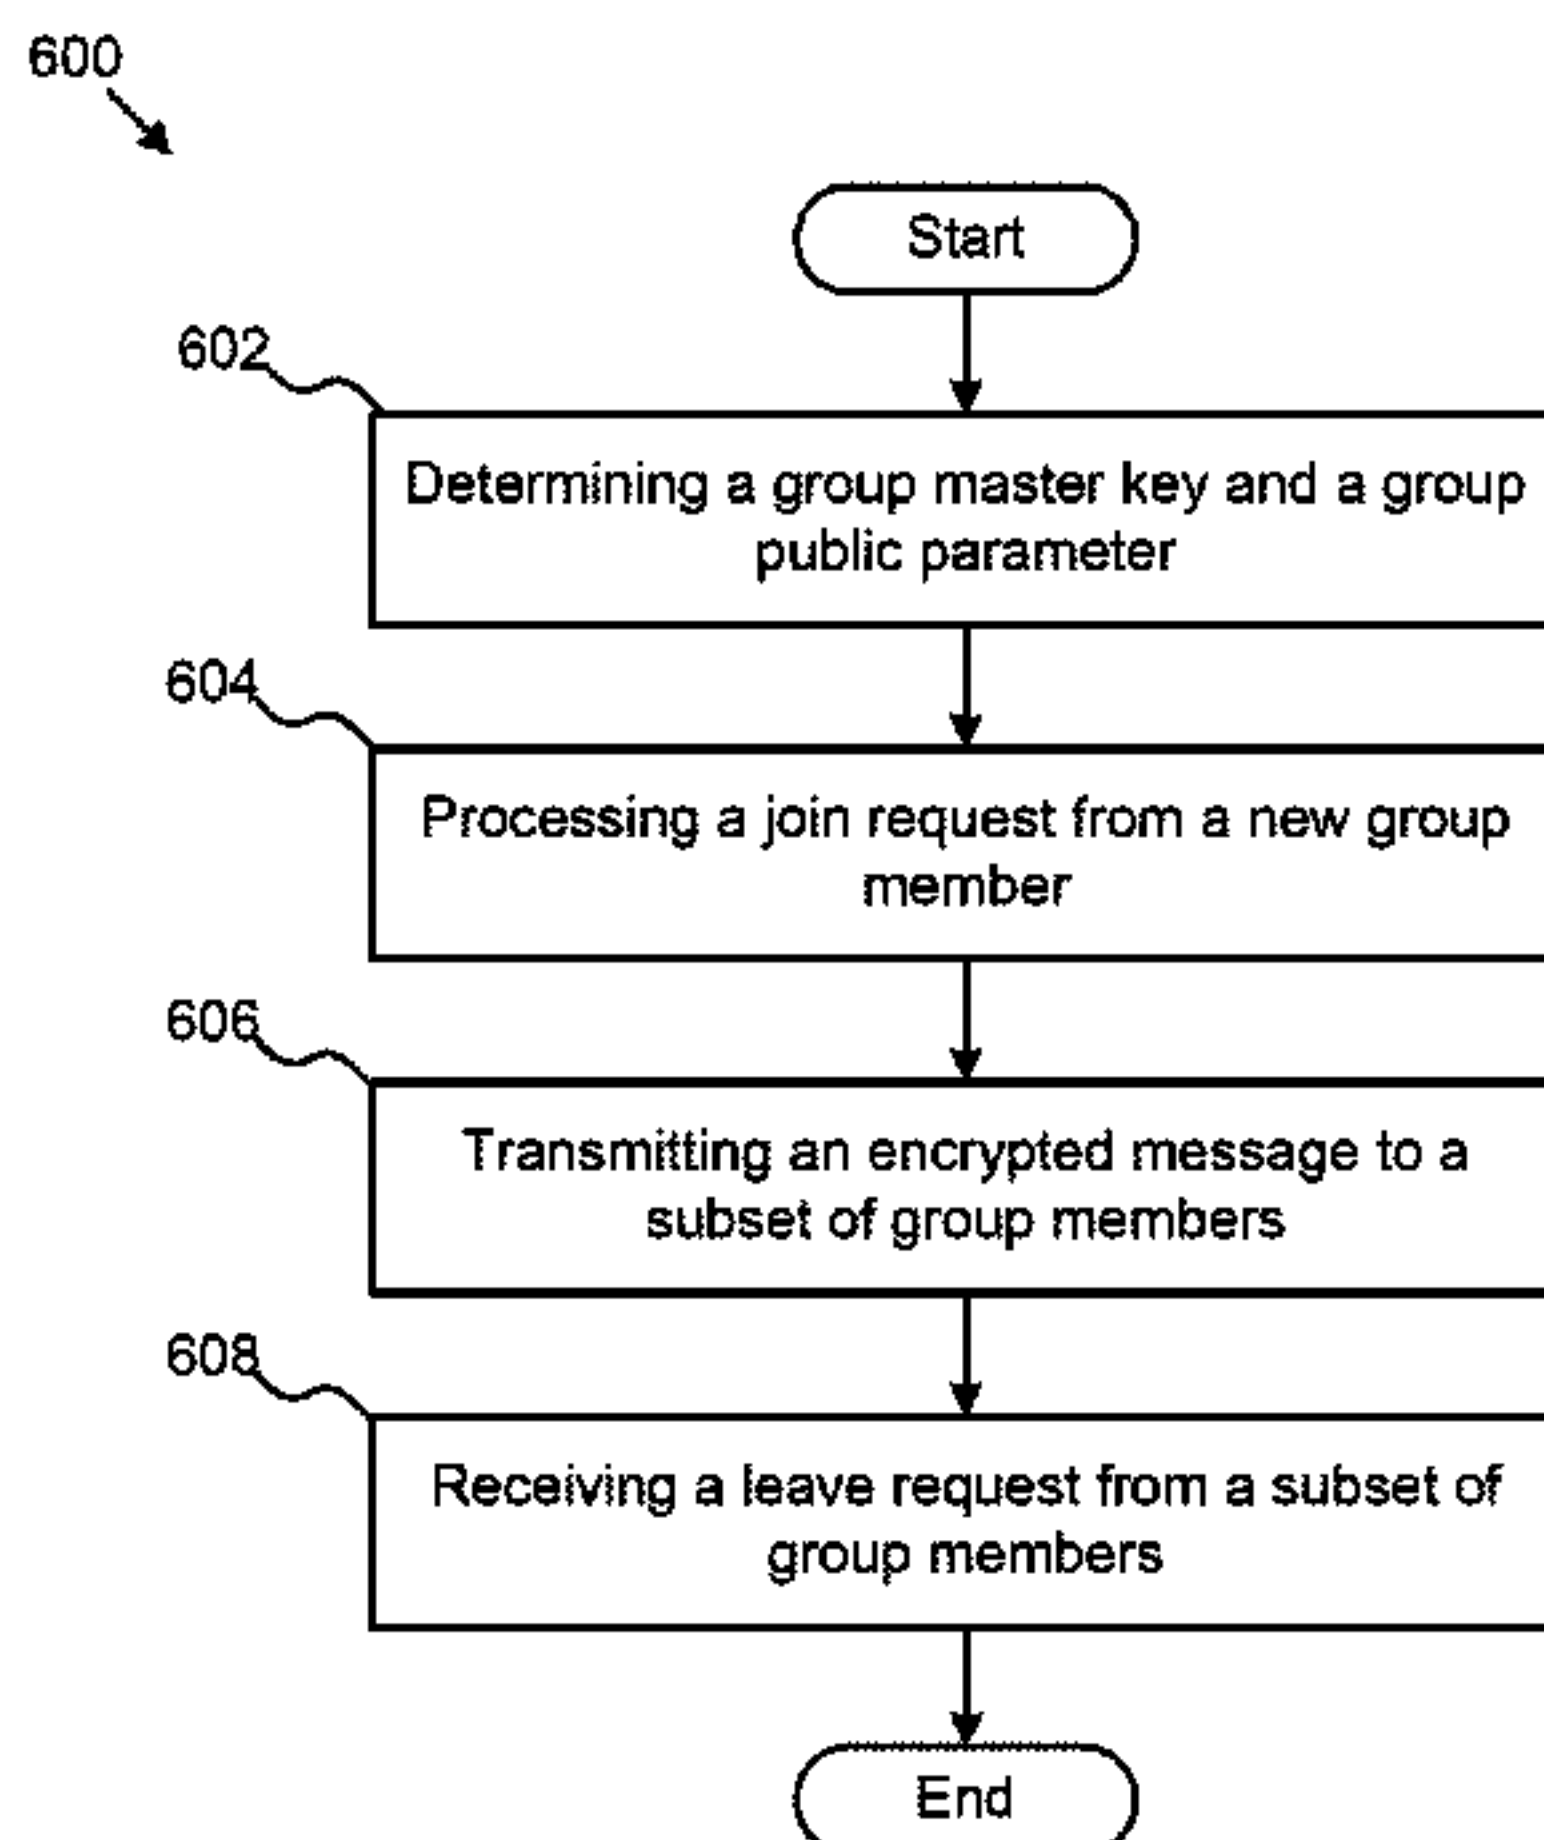 600
Start
602
Determining a group master key and a group
public parameter
604
Processing a join request from a new group
member
606
Transmitting an encrypted message to a
subset of group members
608
Receiving a leave request from a subset of
group members
End